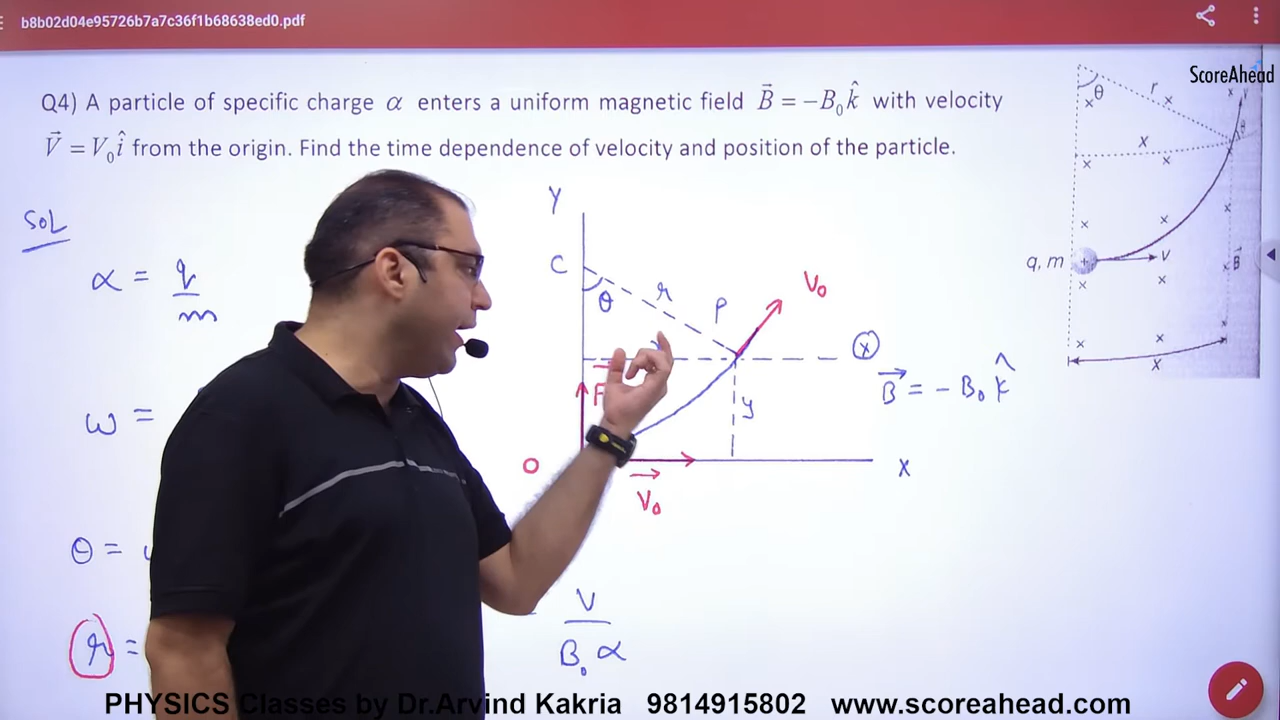 b8b02d04e95726b7a7c36f1b68638ed0.pdf
ScoreAhead
Q4) A particle of specific charge α enters a uniform magnetic field B⃗ = −B₀k̂ with velocity
V⃗ = V₀î from the origin. Find the time dependence of velocity and position of the particle.
SOL
α = q/m
ω =
θ =
r =
V/B₀α
Y
C
θ
r
P
V₀
F
y
O
V⃗₀
X
ⓧ
B⃗ = − B₀ k̂
θ
r
x
x
x
v
θ
x
x
x
x
x
x
x
q, m
+
v
x
B⃗
x
x
x
x
x
x
PHYSICS Classes by Dr.Arvind Kakria 9814915802 www.scoreahead.com